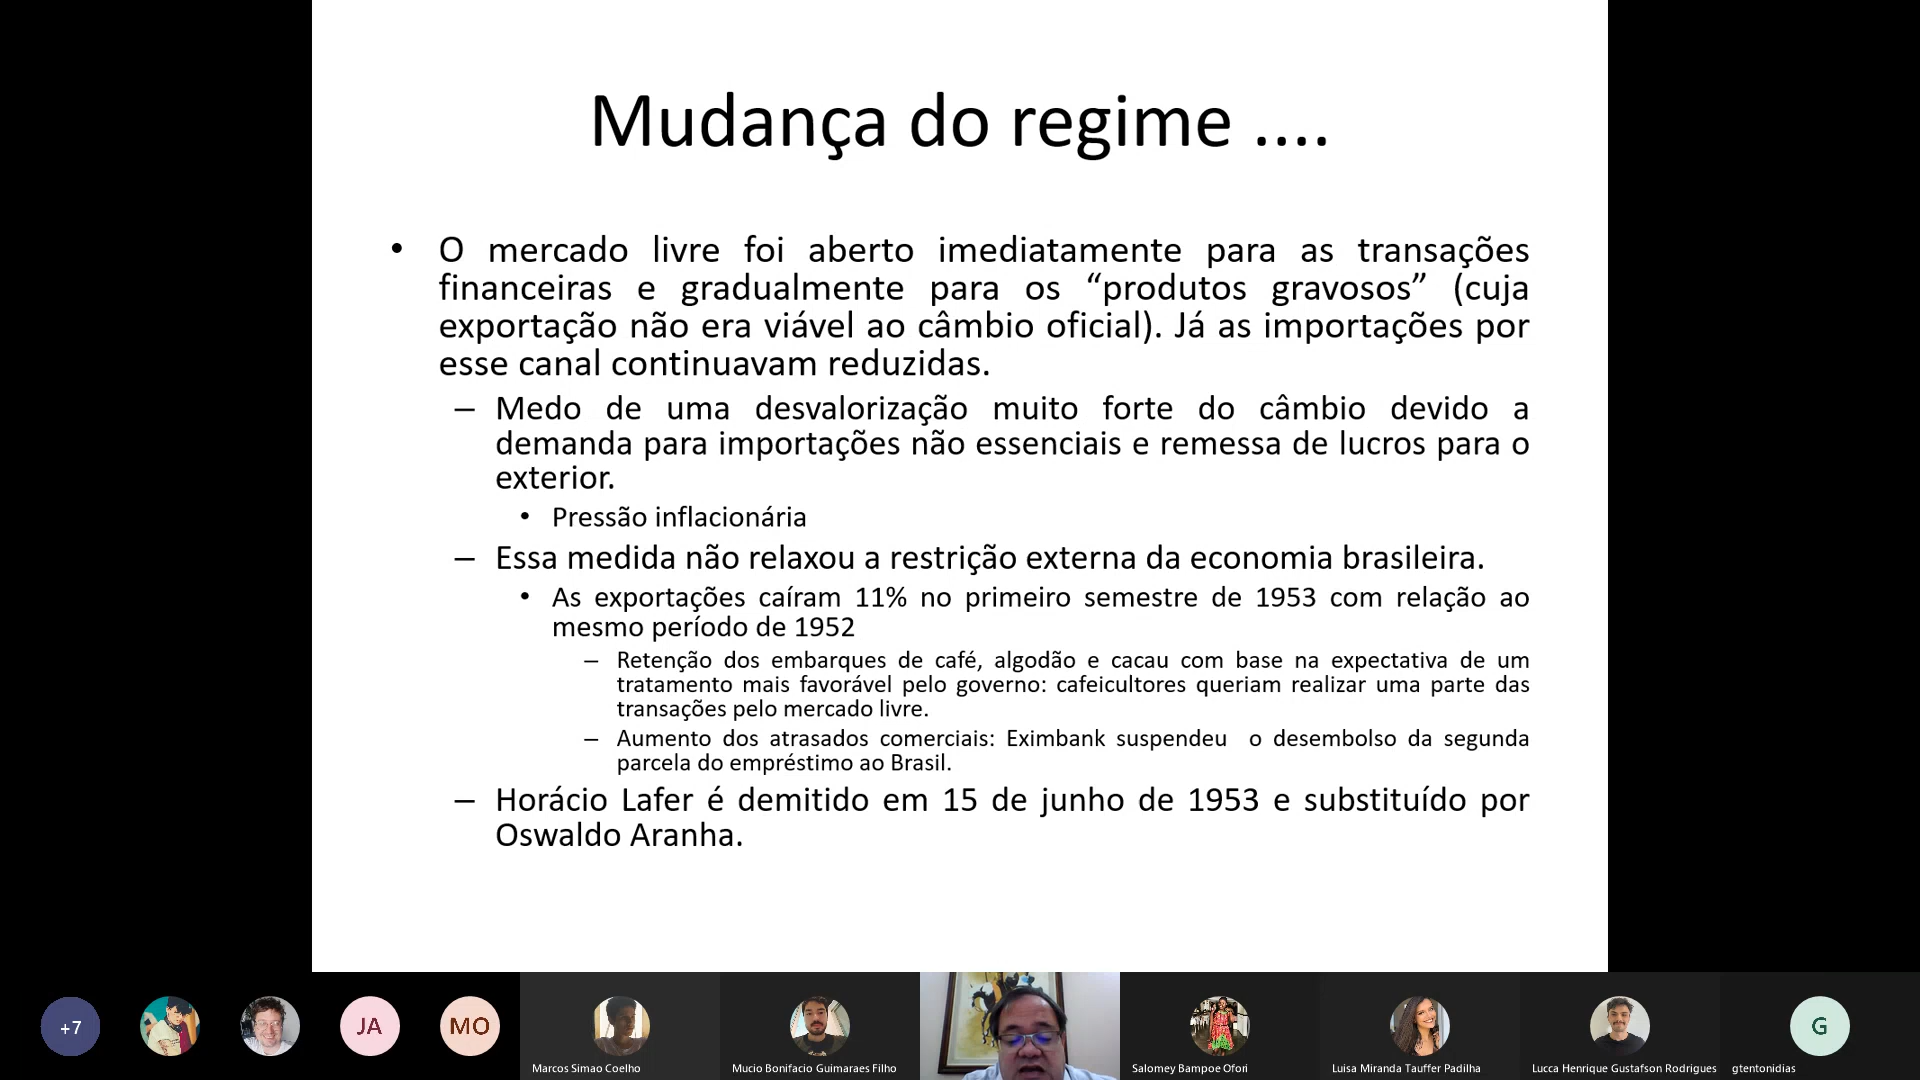 Mudança do regime ....
• O mercado livre foi aberto imediatamente para as transações
financeiras e gradualmente para os “produtos gravosos” (cuja
exportação não era viável ao câmbio oficial). Já as importações por
esse canal continuavam reduzidas.
– Medo de uma desvalorização muito forte do câmbio devido a
demanda para importações não essenciais e remessa de lucros para o
exterior.
• Pressão inflacionária
– Essa medida não relaxou a restrição externa da economia brasileira.
• As exportações caíram 11% no primeiro semestre de 1953 com relação ao
mesmo período de 1952
– Retenção dos embarques de café, algodão e cacau com base na expectativa de um
tratamento mais favorável pelo governo: cafeicultores queriam realizar uma parte das
transações pelo mercado livre.
– Aumento dos atrasados comerciais: Eximbank suspendeu o desembolso da segunda
parcela do empréstimo ao Brasil.
– Horácio Lafer é demitido em 15 de junho de 1953 e substituído por
Oswaldo Aranha.
+7
JA
MO
G
Marcos Simao Coelho
Mucio Bonifacio Guimaraes Filho
Salomey Bampoe Ofori
Luisa Miranda Tauffer Padilha
Lucca Henrique Gustafson Rodrigues
gtentonidias